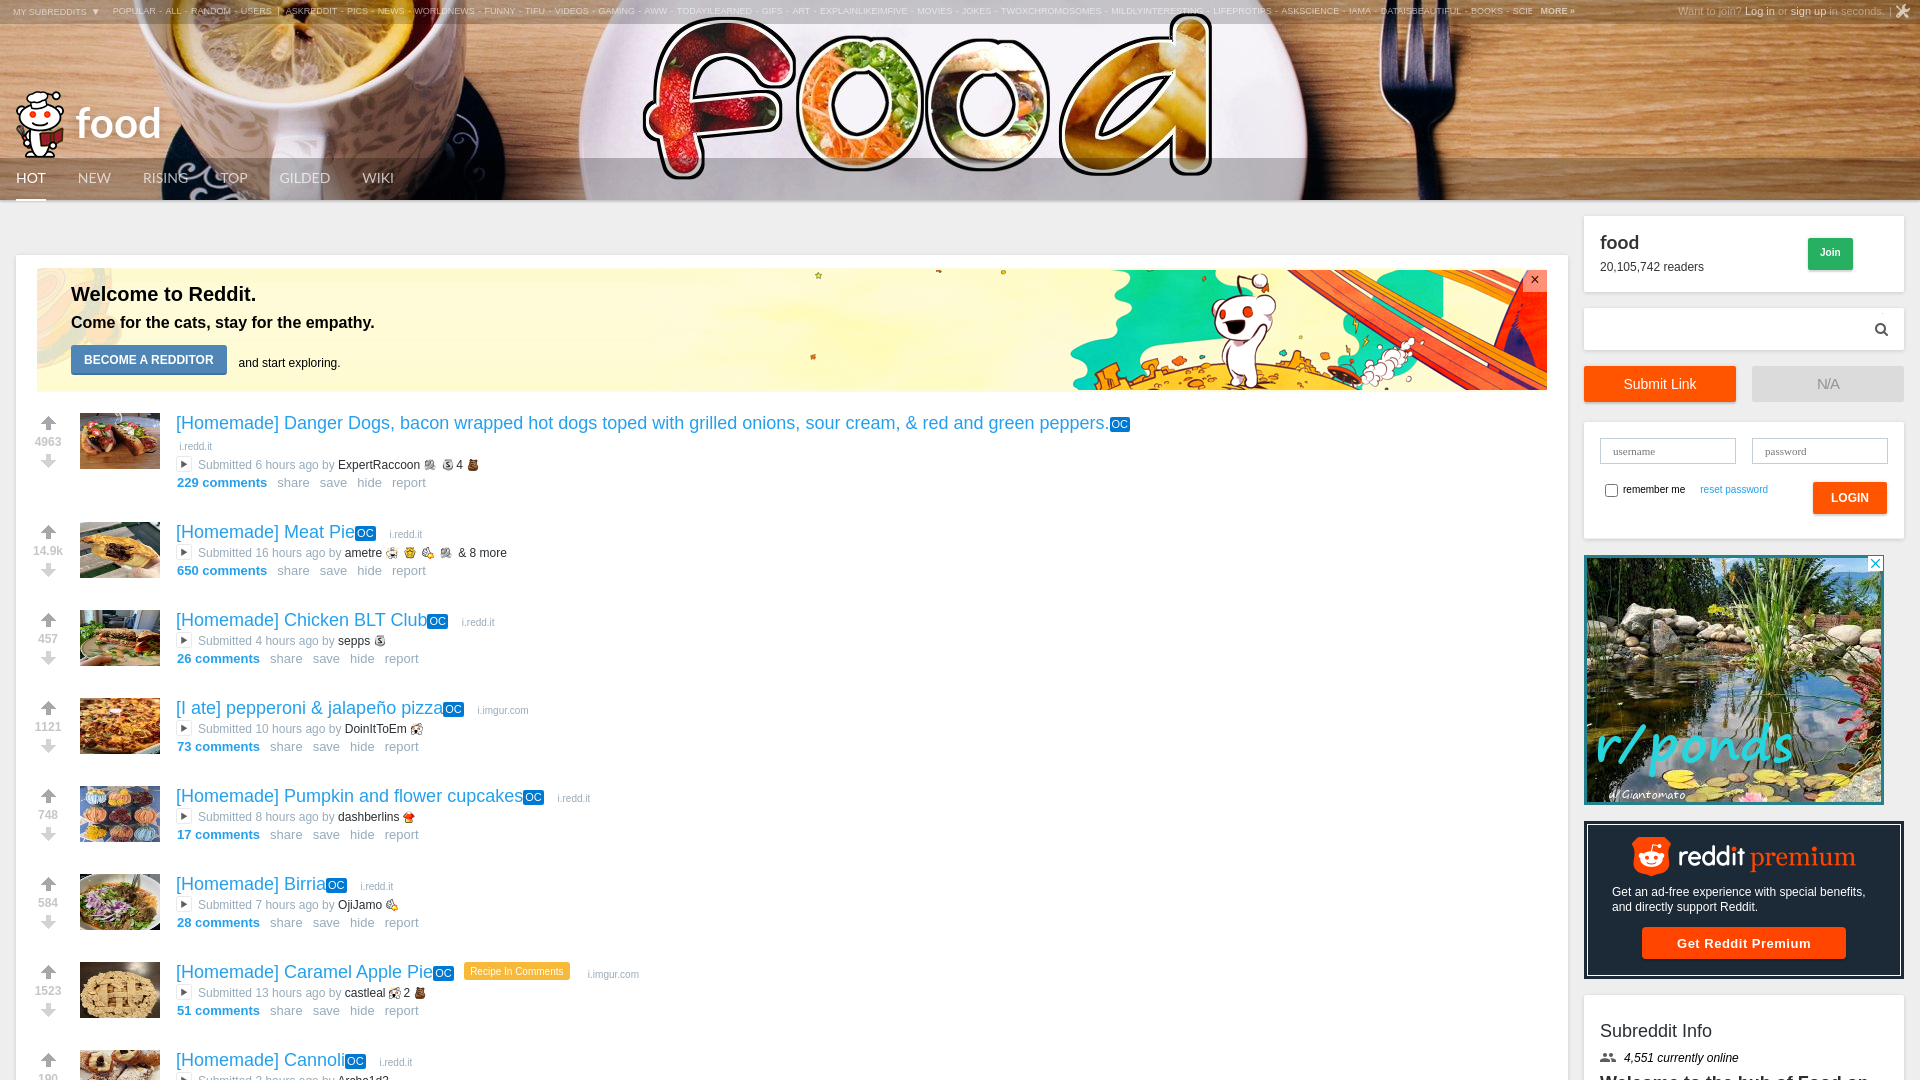 MY SUBREDDITS ▼ POPULAR - ALL - RANDOM - USERS | ASKREDDIT - PICS - NEWS - WORLDNEWS - FUNNY - TIFU - VIDEOS - GAMING - AWW - TODAYILEARNED - GIFS - ART - EXPLAINLIKEIMFIVE - MOVIES - JOKES - TWOXCHROMOSOMES - MILDLYINTERESTING - LIFEPROTIPS - ASKSCIENCE - IAMA - DATAISBEAUTIFUL - BOOKS - SCIE MORE » Want to join? Log in or sign up in seconds. |
food
food
HOT NEW RISING TOP GILDED WIKI
Welcome to Reddit.
Come for the cats, stay for the empathy.
BECOME A REDDITOR and start exploring.
×
[Homemade] Danger Dogs, bacon wrapped hot dogs toped with grilled onions, sour cream, & red and green peppers. OC
i.redd.it
4963
Submitted 6 hours ago by ExpertRaccoon 4
229 comments share save hide report
[Homemade] Meat Pie OC i.redd.it
14.9k
Submitted 16 hours ago by ametre & 8 more
650 comments share save hide report
[Homemade] Chicken BLT Club OC i.redd.it
457
Submitted 4 hours ago by sepps
26 comments share save hide report
[I ate] pepperoni & jalapeño pizza OC i.imgur.com
1121
Submitted 10 hours ago by DoinItToEm
73 comments share save hide report
[Homemade] Pumpkin and flower cupcakes OC i.redd.it
748
Submitted 8 hours ago by dashberlins
17 comments share save hide report
[Homemade] Birria OC i.redd.it
584
Submitted 7 hours ago by OjiJamo
28 comments share save hide report
[Homemade] Caramel Apple Pie OC Recipe In Comments i.imgur.com
1523
Submitted 13 hours ago by castleal 2
51 comments share save hide report
[Homemade] Cannoli OC i.redd.it
190
Submitted 3 hours ago by
food
20,105,742 readers
Join
Submit Link N/A
username password
remember me reset password LOGIN
r/ponds
u/Giantomato
reddit premium
Get an ad-free experience with special benefits,
and directly support Reddit.
Get Reddit Premium
Subreddit Info
4,551 currently online
Welcome to the hub of Food on